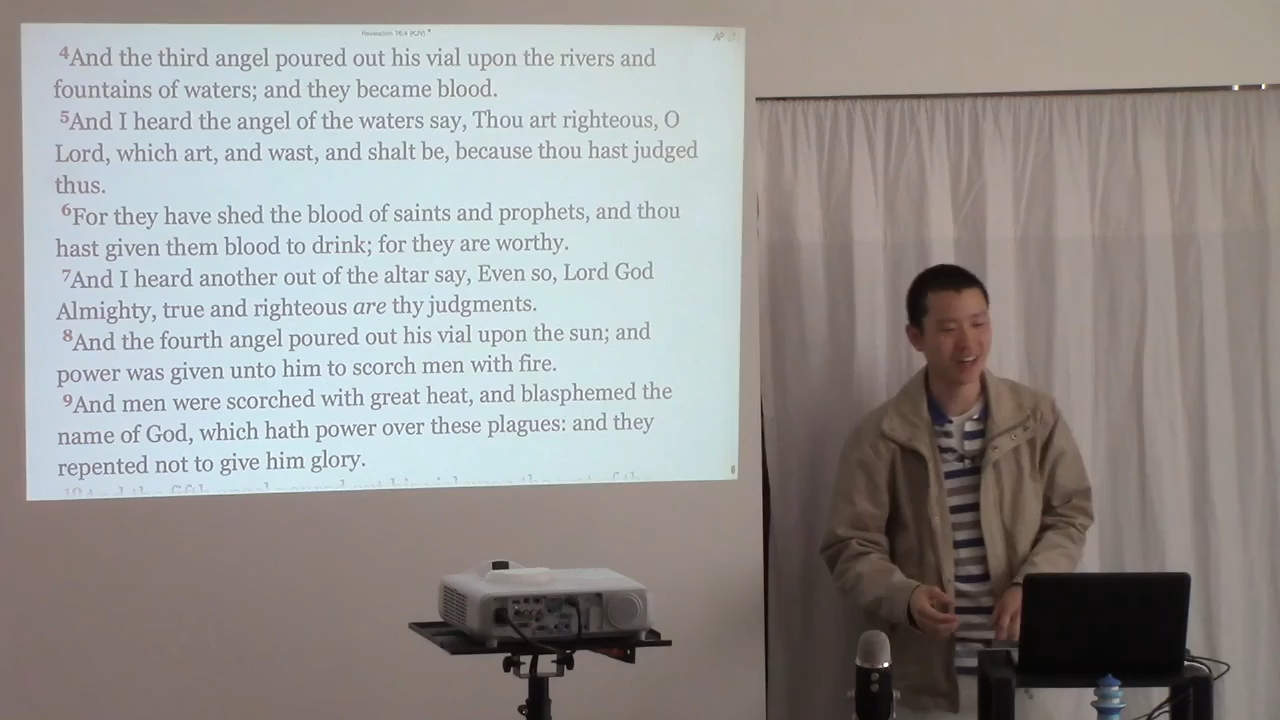 Revelation 16:4 (KJV)
4And the third angel poured out his vial upon the rivers and
fountains of waters; and they became blood.
5And I heard the angel of the waters say, Thou art righteous, O
Lord, which art, and wast, and shalt be, because thou hast judged
thus.
6For they have shed the blood of saints and prophets, and thou
hast given them blood to drink; for they are worthy.
7And I heard another out of the altar say, Even so, Lord God
Almighty, true and righteous are thy judgments.
8And the fourth angel poured out his vial upon the sun; and
power was given unto him to scorch men with fire.
9And men were scorched with great heat, and blasphemed the
name of God, which hath power over these plagues: and they
repented not to give him glory.